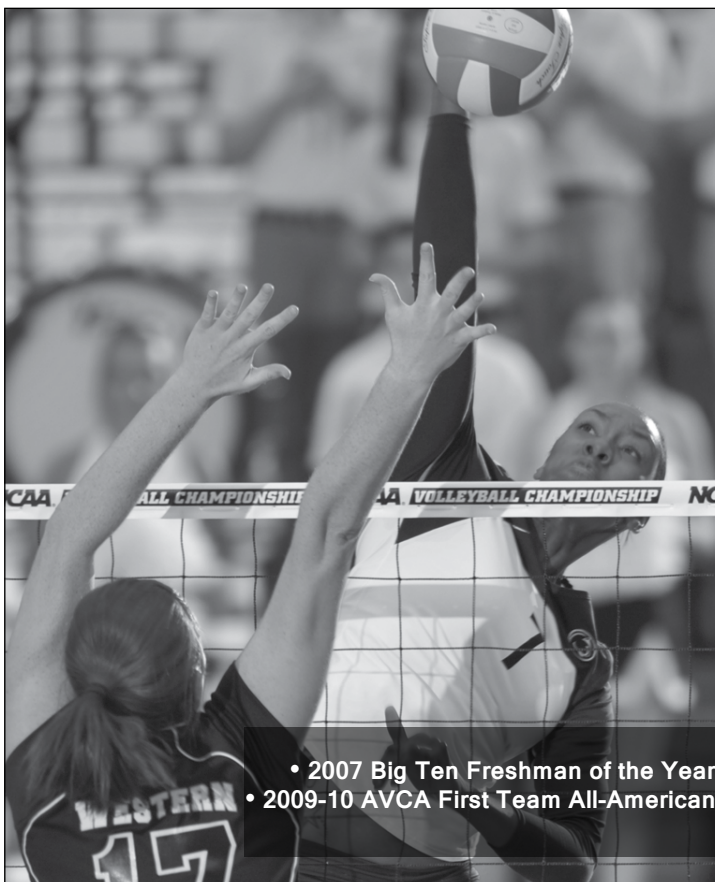 NCAA. ALL CHAMPIONSHIP AA. VOLLEYBALL CHAMPIONSHIP NC
• 2007 Big Ten Freshman of the Year
• 2009-10 AVCA First Team All-American
WESTERN
17